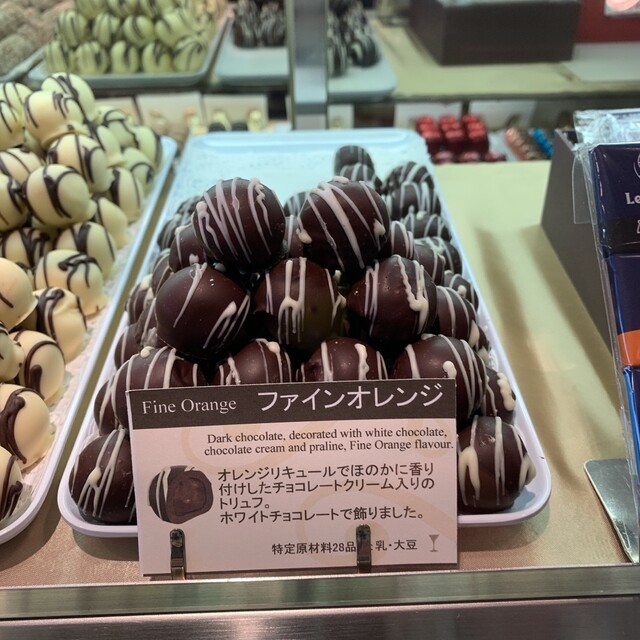 Fine Orange ファインオレンジ
Dark chocolate, decorated with white chocolate,
chocolate cream and praline, Fine Orange flavour.
オレンジリキュールでほのかに香り
付けしたチョコレートクリーム入りの
トリュフ。
ホワイトチョコレートで飾りました。
特定原材料28品 乳・大豆
Le